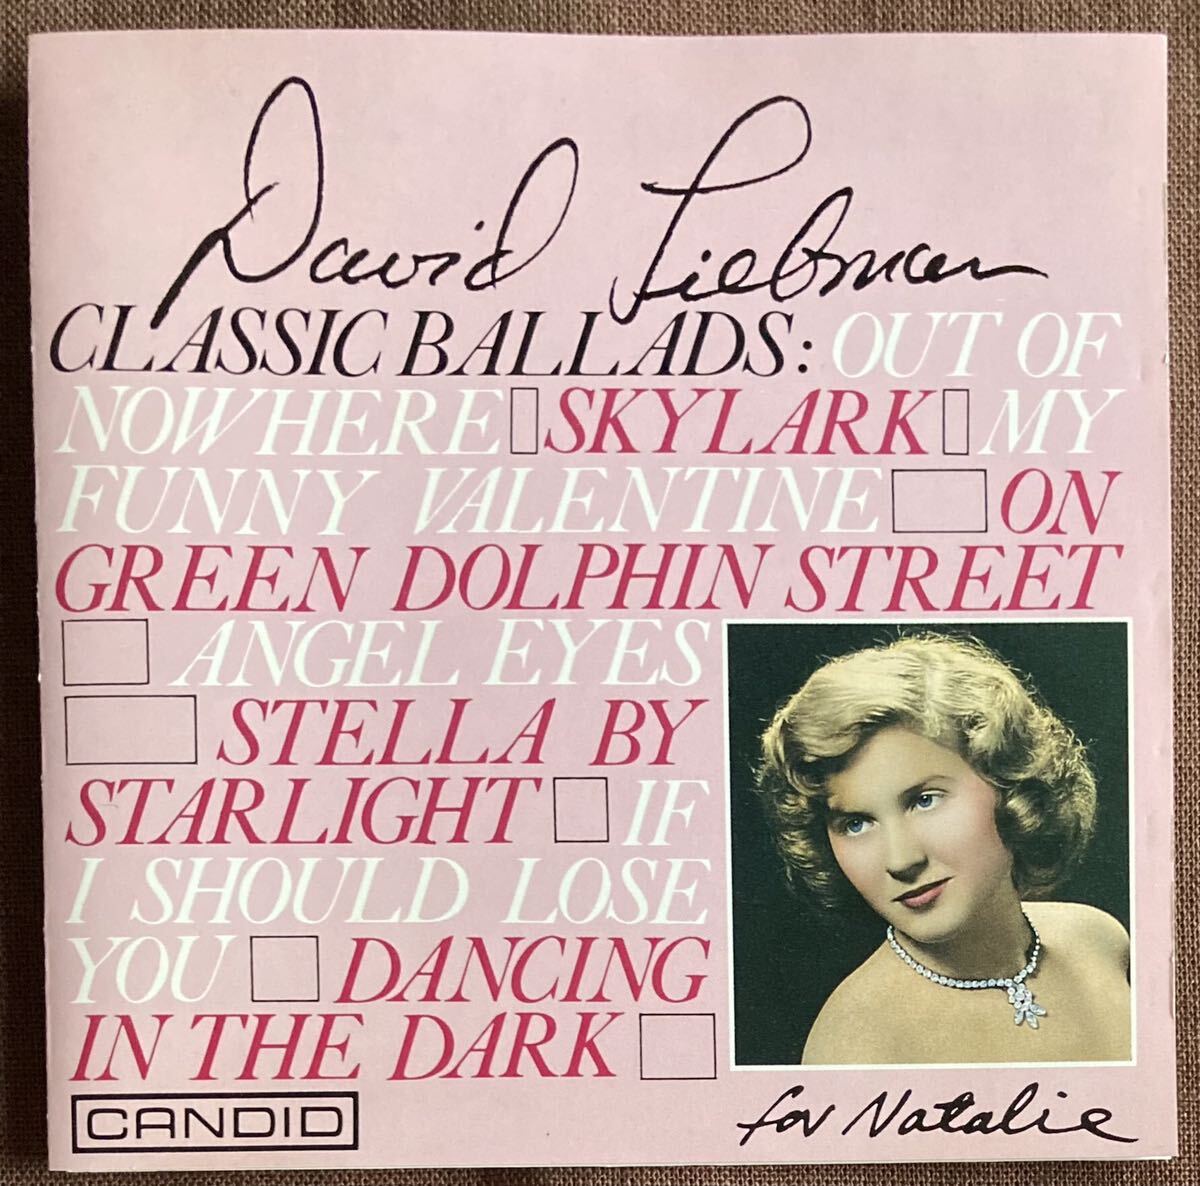 David Liebman
CLASSIC BALLADS: OUT OF
NOWHERE SKYLARK MY
FUNNY VALENTINE ON
GREEN DOLPHIN STREET
ANGEL EYES
STELLA BY
STARLIGHT IF
I SHOULD LOSE
YOU DANCING
IN THE DARK
CANDID
for Natalie